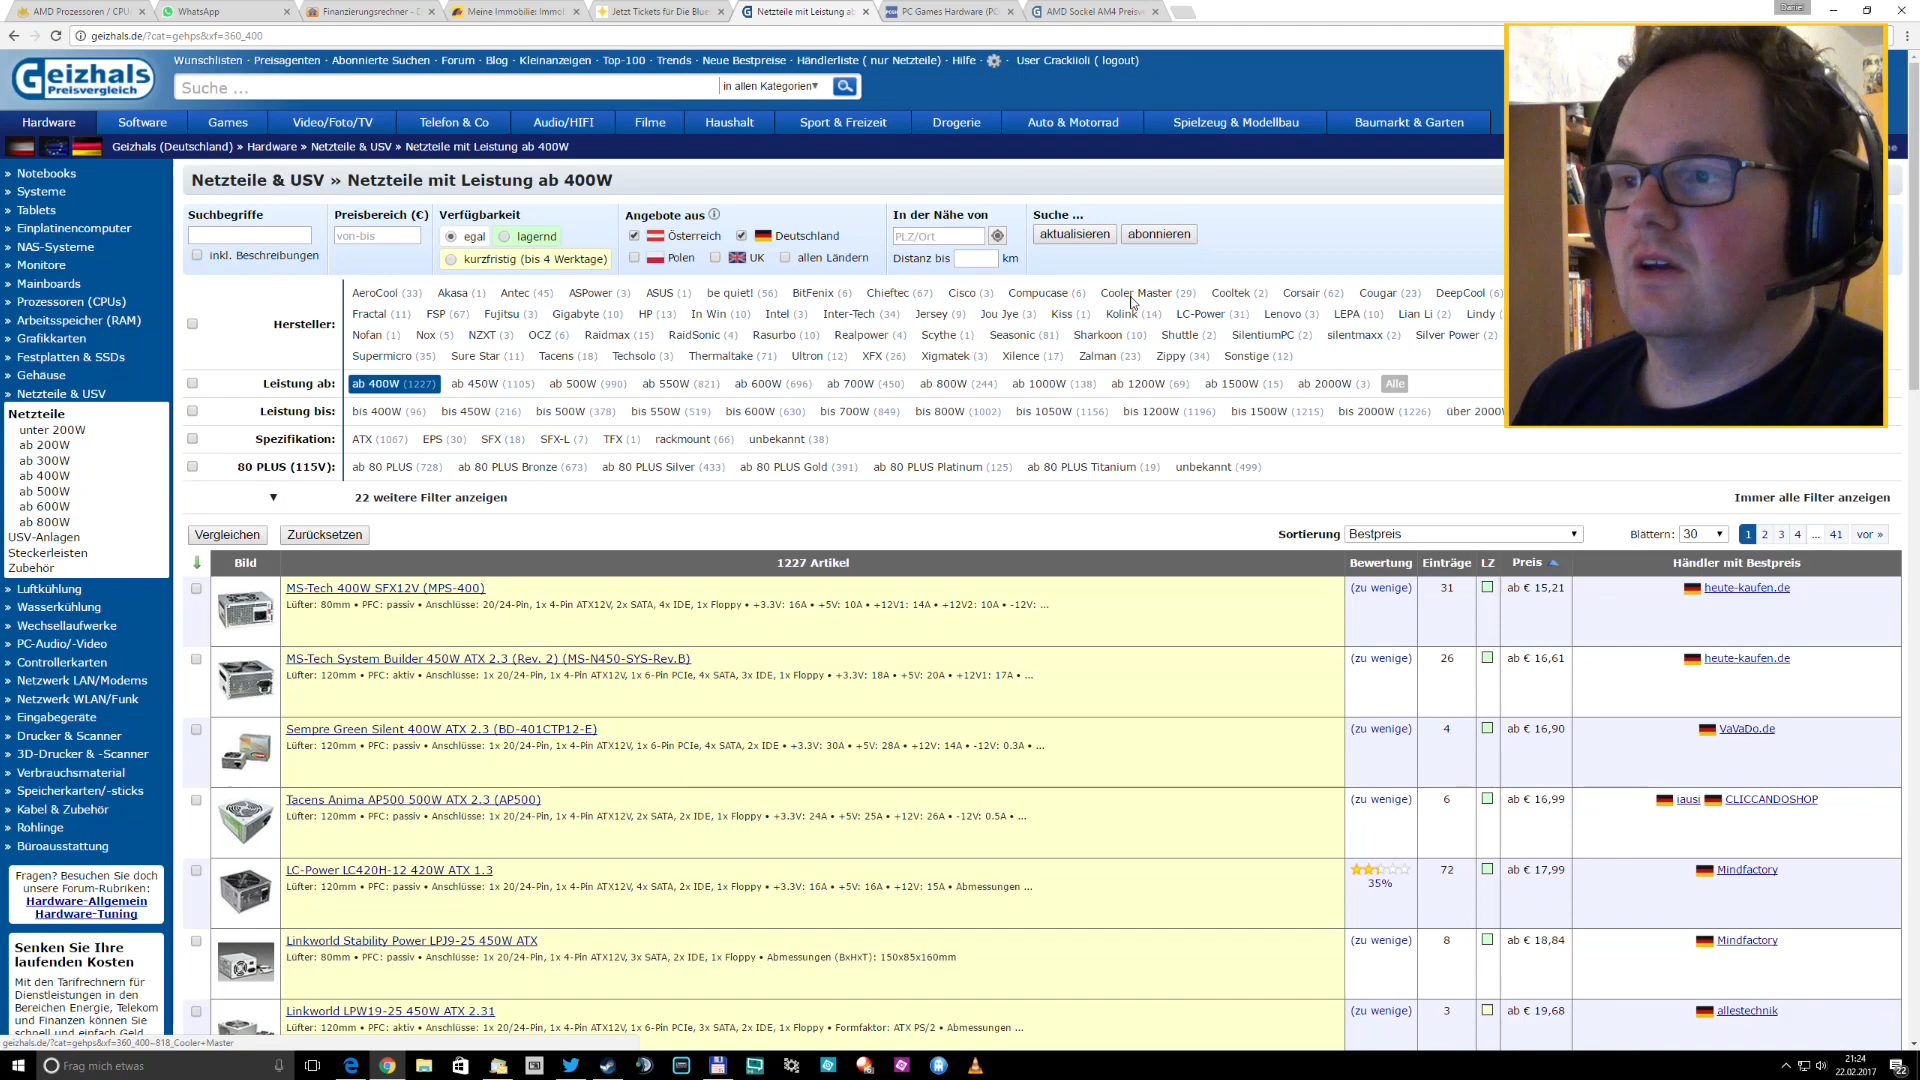 AMD Prozessoren / CPU
WhatsApp
Finanzierungsrechner - D
Meine Immobilie: Immob
Jetzt Tickets für Die Blue
Netzteile mit Leistung ab
PC Games Hardware (PC
AMD Sockel AM4 Preisv
geizhals.de/?cat=gehps&xf=360_400
Geizhals
Preisvergleich
Wunschlisten · Preisagenten · Abonnierte Suchen · Forum · Blog · Kleinanzeigen · Top-100 · Trends · Neue Bestpreise · Händlerliste ( nur Netzteile) · Hilfe · User Crackiioli ( logout)
Suche ...
in allen Kategorien
Hardware Software Games Video/Foto/TV Telefon & Co Audio/HIFI Filme Haushalt Sport & Freizeit Drogerie Auto & Motorrad Spielzeug & Modellbau Baumarkt & Garten
Geizhals (Deutschland) » Hardware » Netzteile & USV » Netzteile mit Leistung ab 400W
» Notebooks
» Systeme
» Tablets
» Einplatinencomputer
» NAS-Systeme
» Monitore
» Mainboards
» Prozessoren (CPUs)
» Arbeitsspeicher (RAM)
» Grafikkarten
» Festplatten & SSDs
» Gehäuse
» Netzteile & USV
Netzteile
unter 200W
ab 200W
ab 300W
ab 400W
ab 500W
ab 600W
ab 800W
USV-Anlagen
Steckerleisten
Zubehör
» Luftkühlung
» Wasserkühlung
» Wechsellaufwerke
» PC-Audio/-Video
» Controllerkarten
» Netzwerk LAN/Modems
» Netzwerk WLAN/Funk
» Eingabegeräte
» Drucker & Scanner
» 3D-Drucker & -Scanner
» Verbrauchsmaterial
» Speicherkarten/-sticks
» Kabel & Zubehör
» Rohlinge
» Büroausstattung
Fragen? Besuchen Sie doch
unsere Forum-Rubriken:
Hardware-Allgemein
Hardware-Tuning
Senken Sie Ihre
laufenden Kosten
Mit den Tarifrechnern für
Dienstleistungen in den
Bereichen Energie, Telekom
und Finanzen können Sie
schnell und einfach Geld
Netzteile & USV » Netzteile mit Leistung ab 400W
Suchbegriffe
inkl. Beschreibungen
Preisbereich (€)
von-bis
Verfügbarkeit
egal lagernd
kurzfristig (bis 4 Werktage)
Angebote aus
Österreich Deutschland
Polen UK allen Ländern
In der Nähe von
PLZ/Ort
Distanz bis km
Suche ...
aktualisieren abonnieren
Hersteller:
AeroCool (33) Akasa (1) Antec (45) ASPower (3) ASUS (1) be quiet! (56) BitFenix (6) Chieftec (67) Cisco (3) Compucase (6) Cooler Master (29) Cooltek (2) Corsair (62) Cougar (23) DeepCool (6)
Fractal (11) FSP (67) Fujitsu (3) Gigabyte (10) HP (13) In Win (10) Intel (3) Inter-Tech (34) Jersey (9) Jou Jye (3) Kiss (1) Kolink (14) LC-Power (31) Lenovo (3) LEPA (10) Lian Li (2) Lindy
Nofan (1) Nox (5) NZXT (3) OCZ (6) Raidmax (15) RaidSonic (4) Rasurbo (10) Realpower (4) Scythe (1) Seasonic (81) Sharkoon (10) Shuttle (2) SilentiumPC (2) silentmaxx (2) Silver Power (2)
Supermicro (35) Sure Star (11) Tacens (18) Techsolo (3) Thermaltake (71) Ultron (12) XFX (26) Xigmatek (3) Xilence (17) Zalman (23) Zippy (34) Sonstige (12)
Leistung ab: ab 400W (1227) ab 450W (1105) ab 500W (990) ab 550W (821) ab 600W (696) ab 700W (450) ab 800W (244) ab 1000W (138) ab 1200W (69) ab 1500W (15) ab 2000W (3) Alle
Leistung bis: bis 400W (96) bis 450W (216) bis 500W (378) bis 550W (519) bis 600W (630) bis 700W (849) bis 800W (1002) bis 1050W (1156) bis 1200W (1196) bis 1500W (1215) bis 2000W (1226) über 2000W
Spezifikation: ATX (1067) EPS (30) SFX (18) SFX-L (7) TFX (1) rackmount (66) unbekannt (38)
80 PLUS (115V): ab 80 PLUS (728) ab 80 PLUS Bronze (673) ab 80 PLUS Silver (433) ab 80 PLUS Gold (391) ab 80 PLUS Platinum (125) ab 80 PLUS Titanium (19) unbekannt (499)
22 weitere Filter anzeigen
Immer alle Filter anzeigen
Vergleichen Zurücksetzen
Sortierung Bestpreis
Blättern: 30 1 2 3 4 ... 41 vor »
Bild 1227 Artikel Bewertung Einträge LZ Preis Händler mit Bestpreis
MS-Tech 400W SFX12V (MPS-400) (zu wenige) 31 ab € 15,21 heute-kaufen.de
Lüfter: 80mm • PFC: passiv • Anschlüsse: 20/24-Pin, 1x 4-Pin ATX12V, 2x SATA, 4x IDE, 1x Floppy • +3.3V: 16A • +5V: 10A • +12V1: 14A • +12V2: 10A • -12V: ...
MS-Tech System Builder 450W ATX 2.3 (Rev. 2) (MS-N450-SYS-Rev.B) (zu wenige) 26 ab € 16,61 heute-kaufen.de
Lüfter: 120mm • PFC: aktiv • Anschlüsse: 1x 20/24-Pin, 1x 4-Pin ATX12V, 1x 6-Pin PCIe, 4x SATA, 3x IDE, 1x Floppy • +3.3V: 18A • +5V: 20A • +12V1: 17A • ...
Sempre Green Silent 400W ATX 2.3 (BD-401CTP12-E) (zu wenige) 4 ab € 16,90 VaVaDo.de
Lüfter: 120mm • PFC: passiv • Anschlüsse: 1x 20/24-Pin, 1x 4-Pin ATX12V, 1x 6-Pin PCIe, 4x SATA, 2x IDE • +3.3V: 30A • +5V: 28A • +12V: 14A • -12V: 0.3A • ...
Tacens Anima AP500 500W ATX 2.3 (AP500) (zu wenige) 6 ab € 16,99 iausi CLICCANDOSHOP
Lüfter: 120mm • PFC: passiv • Anschlüsse: 1x 20/24-Pin, 1x 4-Pin ATX12V, 2x SATA, 2x IDE, 1x Floppy • +3.3V: 24A • +5V: 25A • +12V: 26A • -12V: 0.5A • ...
LC-Power LC420H-12 420W ATX 1.3 35% 72 ab € 17,99 Mindfactory
Lüfter: 120mm • PFC: passiv • Anschlüsse: 1x 20/24-Pin, 1x 4-Pin ATX12V, 4x SATA, 2x IDE, 1x Floppy • +3.3V: 16A • +5V: 16A • +12V: 15A • Abmessungen ...
Linkworld Stability Power LPJ9-25 450W ATX (zu wenige) 8 ab € 18,84 Mindfactory
Lüfter: 80mm • PFC: passiv • Anschlüsse: 1x 20/24-Pin, 1x 4-Pin ATX12V, 3x SATA, 2x IDE, 1x Floppy • Abmessungen (BxHxT): 150x85x160mm
Linkworld LPW19-25 450W ATX 2.31 (zu wenige) 3 ab € 19,68 allestechnik
Lüfter: 120mm • PFC: aktiv • Anschlüsse: 1x 20/24-Pin, 1x 4-Pin ATX12V, 1x 6-Pin PCIe, 3x SATA, 2x IDE, 1x Floppy • Formfaktor: ATX PS/2 • Abmessungen ...
geizhals.de/?cat=gehps&xf=360_400~818_Cooler+Master
Frag mich etwas
21:24
22.02.2017
22